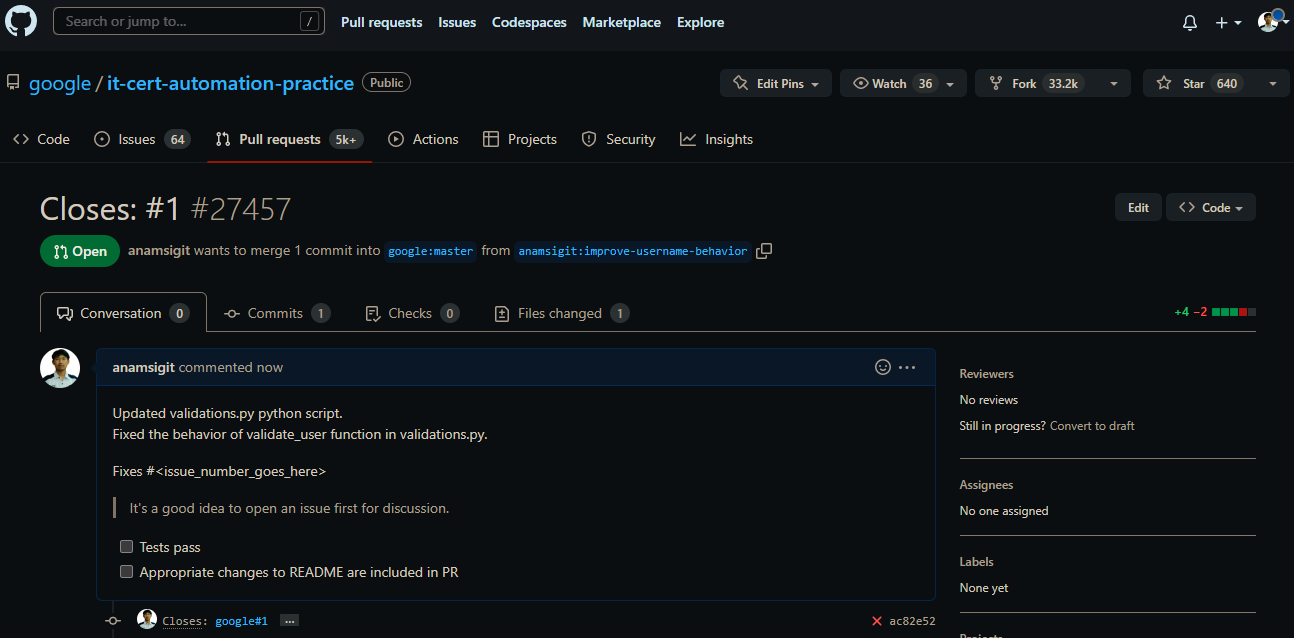 Search or jump to... /
Pull requests Issues Codespaces Marketplace Explore
google / it-cert-automation-practice Public
Edit Pins Watch 36 Fork 33.2k Star 640
Code Issues 64 Pull requests 5k+ Actions Projects Security Insights
Closes: #1 #27457
Edit Code
Open anamsigit wants to merge 1 commit into google:master from anamsigit:improve-username-behavior
Conversation 0 Commits 1 Checks 0 Files changed 1
+4 −2
anamsigit commented now
Updated validations.py python script.
Fixed the behavior of validate_user function in validations.py.
Fixes #<issue_number_goes_here>
It's a good idea to open an issue first for discussion.
Tests pass
Appropriate changes to README are included in PR
Closes: google#1 ...
ac82e52
Reviewers
No reviews
Still in progress? Convert to draft
Assignees
No one assigned
Labels
None yet
Projects